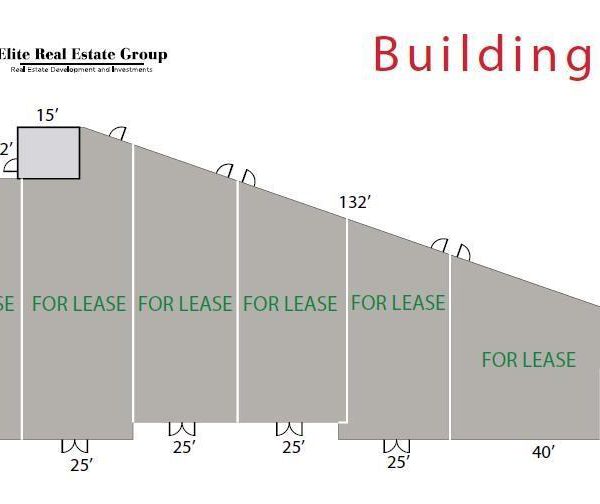 Elite Real Estate Group
Real Estate Development and Investments
Building
15’
2’
132’
SE
FOR LEASE
FOR LEASE
FOR LEASE
FOR LEASE
FOR LEASE
25’
25’
25’
25’
40’